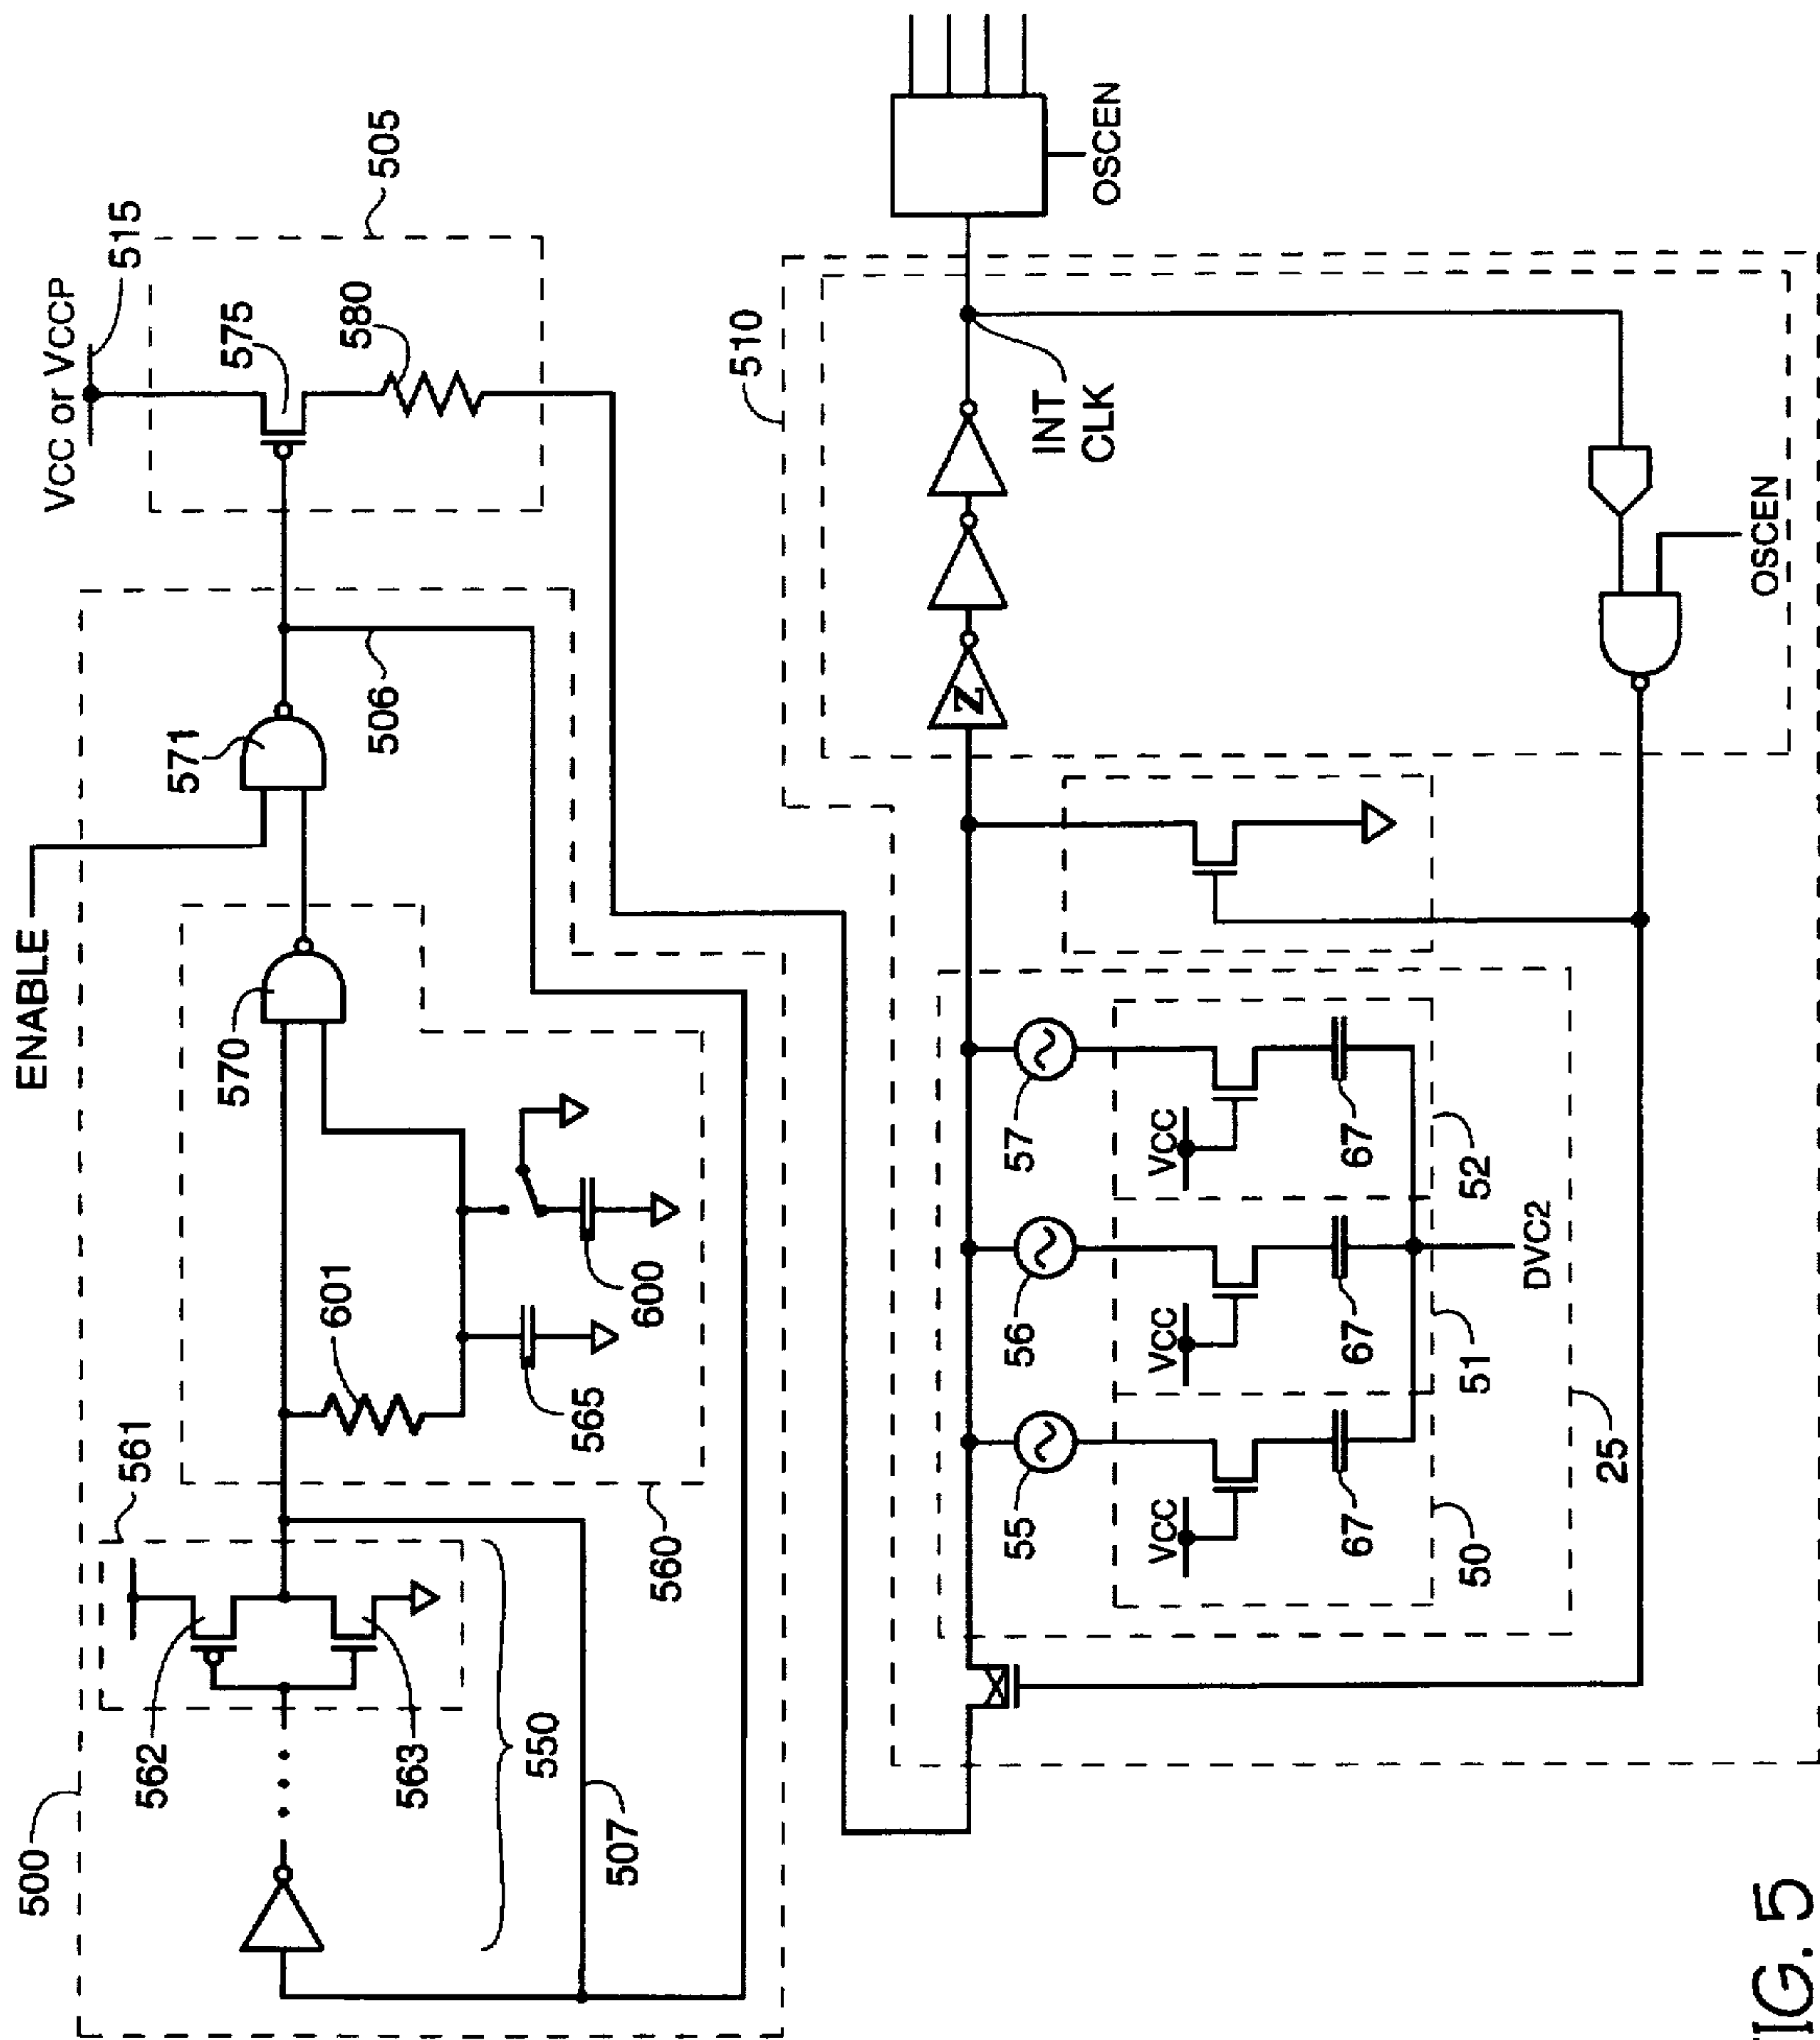 ENABLE
VCC or VCCP
515
505
575
580
571
506
570
601
600
565
561
560
500
562
563
550
507
510
INT
CLK
Z
OSCEN
OSCEN
57
56
55
VCC
VCC
VCC
67
67
67
52
51
50
25
DVC2
FIG. 5